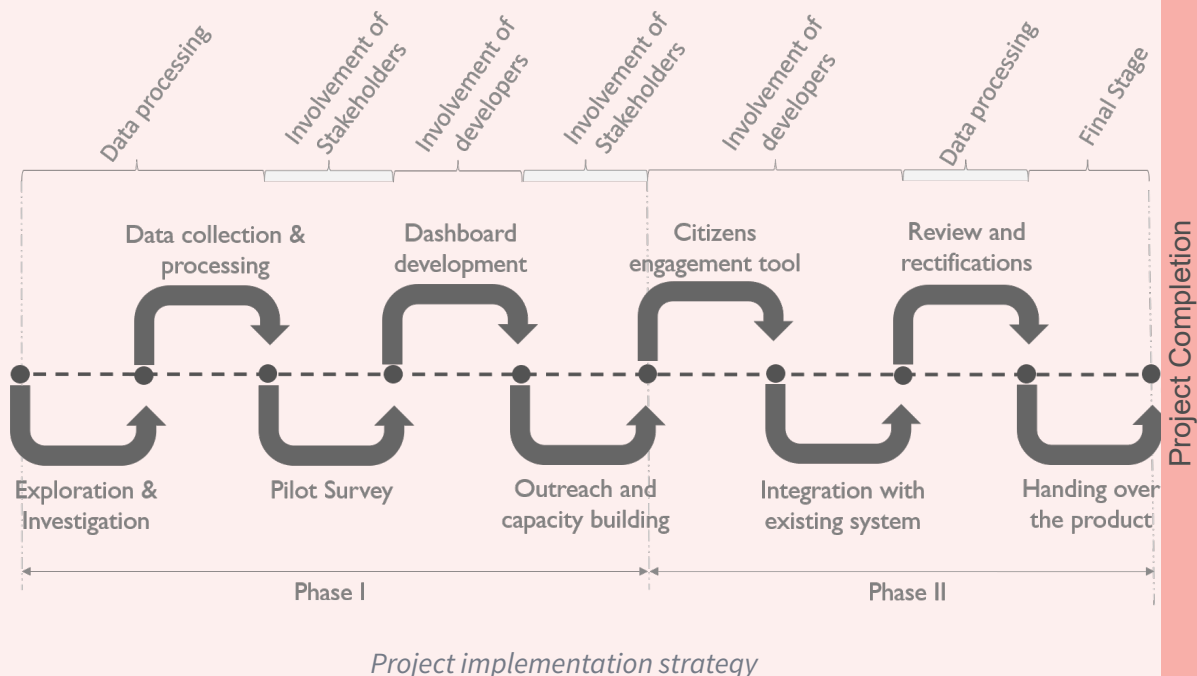 Data processing
Involvement of
Stakeholders
Involvement of
developers
Involvement of
Stakeholders
Involvement of
developers
Data processing
Final Stage
Data collection &
processing
Dashboard
development
Citizens
engagement tool
Review and
rectifications
Exploration &
Investigation
Pilot Survey
Outreach and
capacity building
Integration with
existing system
Handing over
the product
Phase I
Phase II
Project Completion
Project implementation strategy